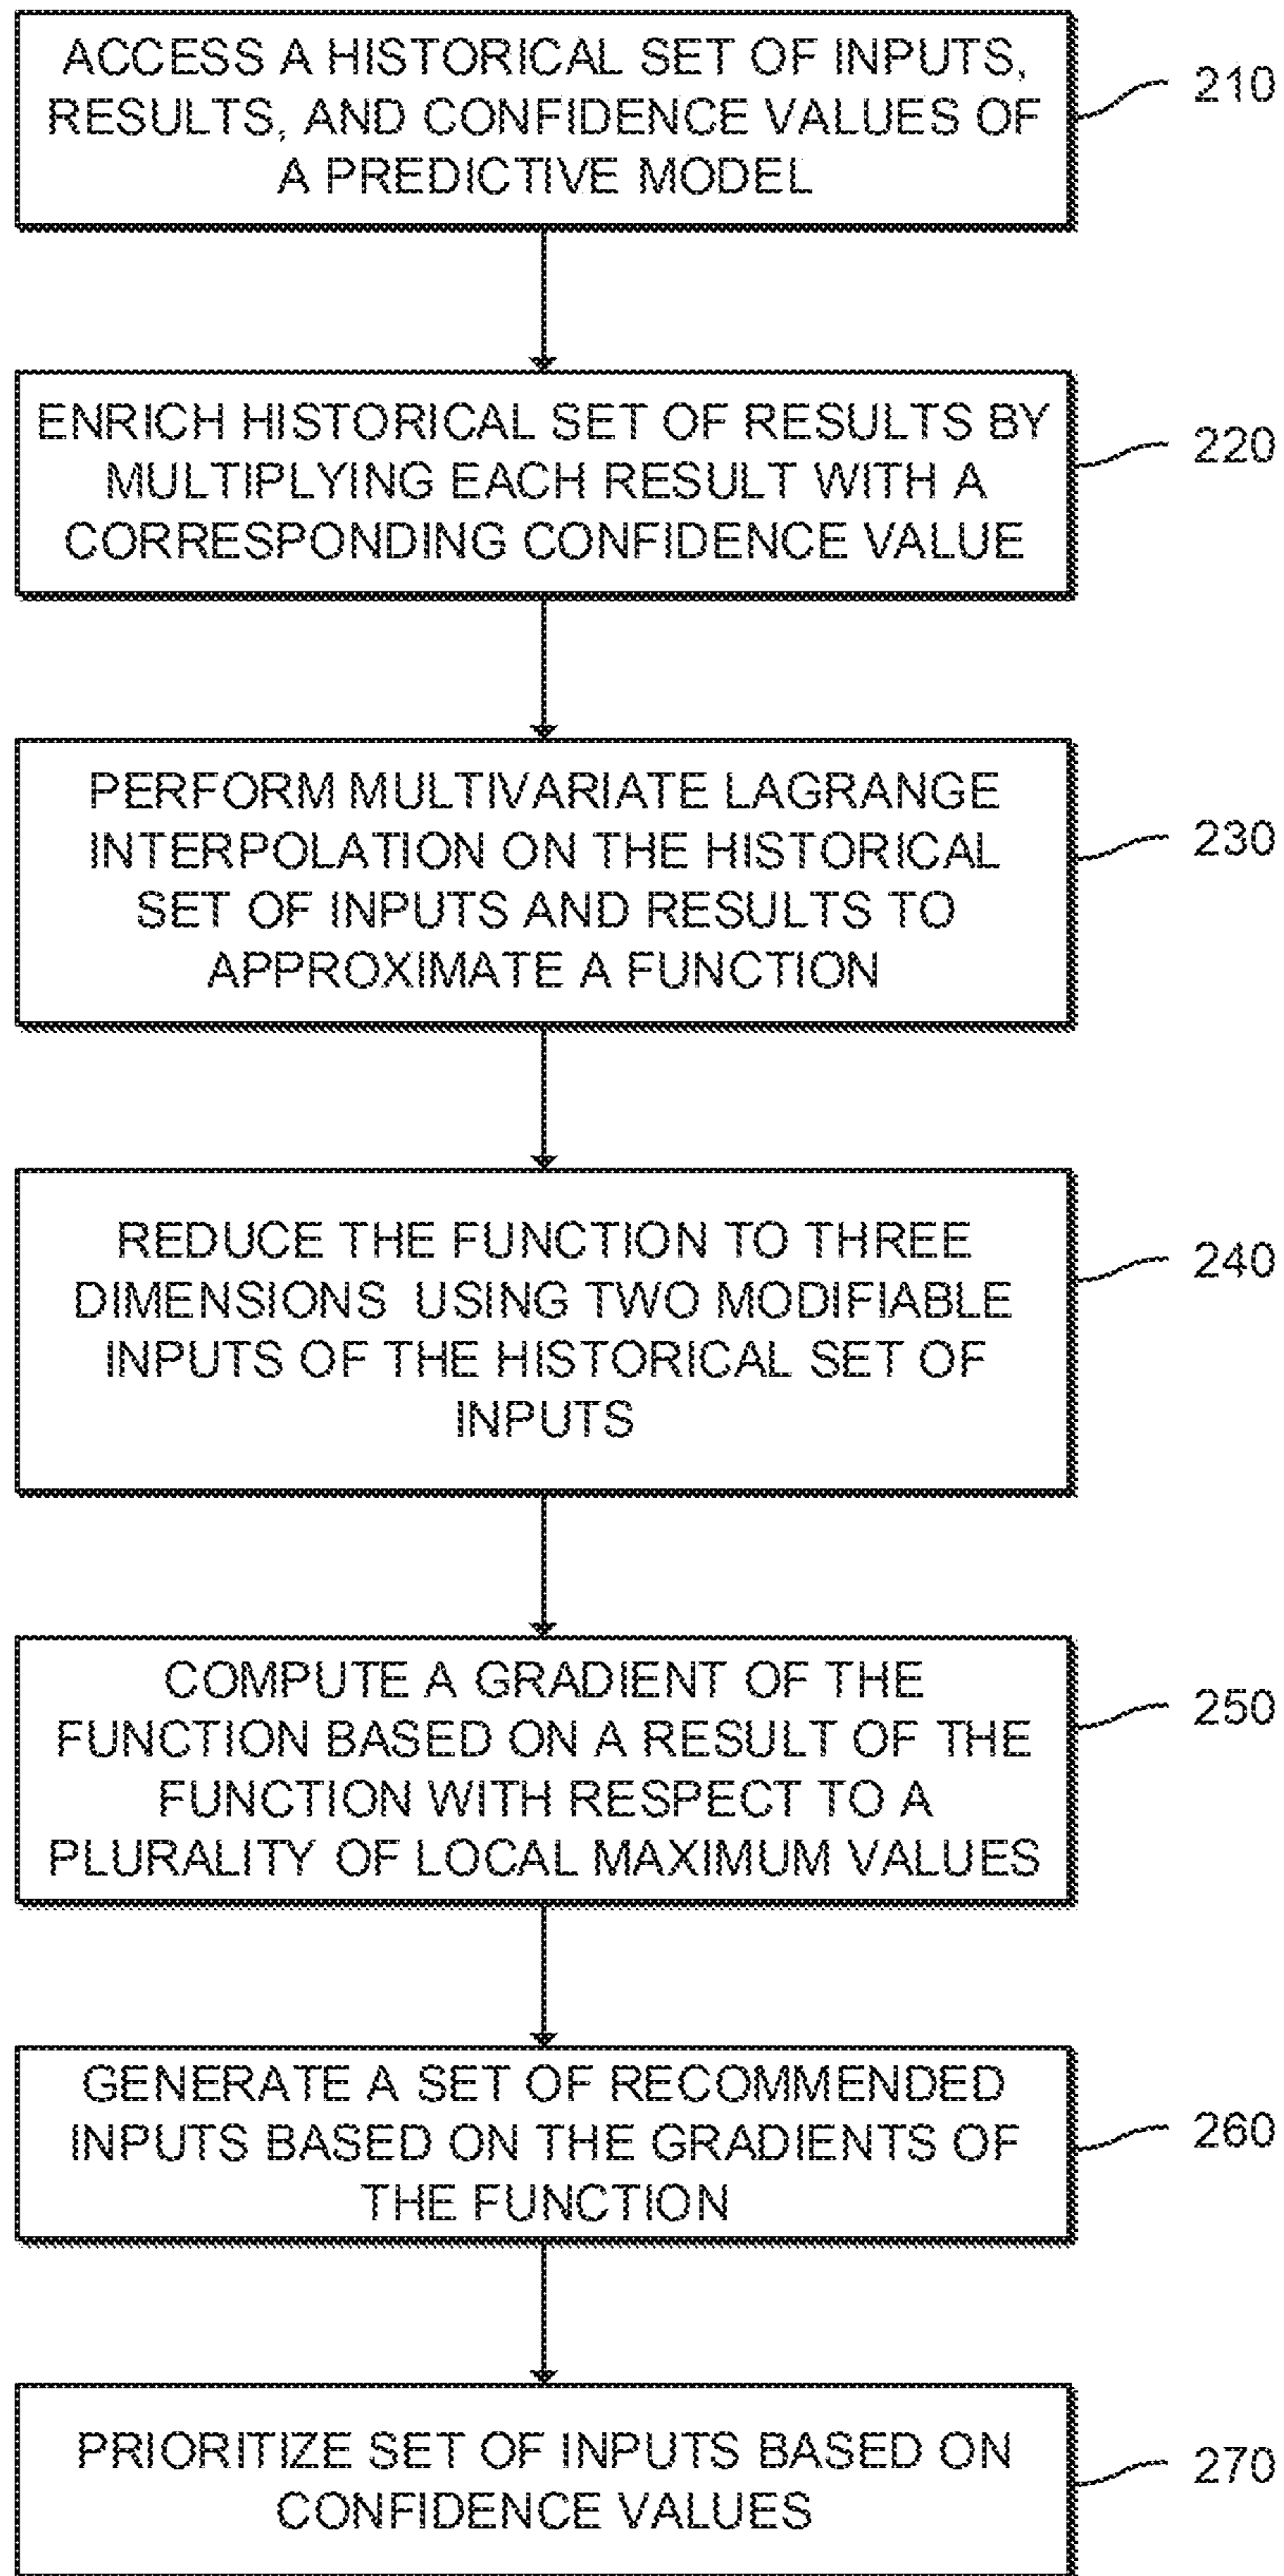 ACCESS A HISTORICAL SET OF INPUTS,
RESULTS, AND CONFIDENCE VALUES OF
A PREDICTIVE MODEL
210
ENRICH HISTORICAL SET OF RESULTS BY
MULTIPLYING EACH RESULT WITH A
CORRESPONDING CONFIDENCE VALUE
220
PERFORM MULTIVARIATE LAGRANGE
INTERPOLATION ON THE HISTORICAL
SET OF INPUTS AND RESULTS TO
APPROXIMATE A FUNCTION
230
REDUCE THE FUNCTION TO THREE
DIMENSIONS USING TWO MODIFIABLE
INPUTS OF THE HISTORICAL SET OF
INPUTS
240
COMPUTE A GRADIENT OF THE
FUNCTION BASED ON A RESULT OF THE
FUNCTION WITH RESPECT TO A
PLURALITY OF LOCAL MAXIMUM VALUES
250
GENERATE A SET OF RECOMMENDED
INPUTS BASED ON THE GRADIENTS OF
THE FUNCTION
260
PRIORITIZE SET OF INPUTS BASED ON
CONFIDENCE VALUES
270